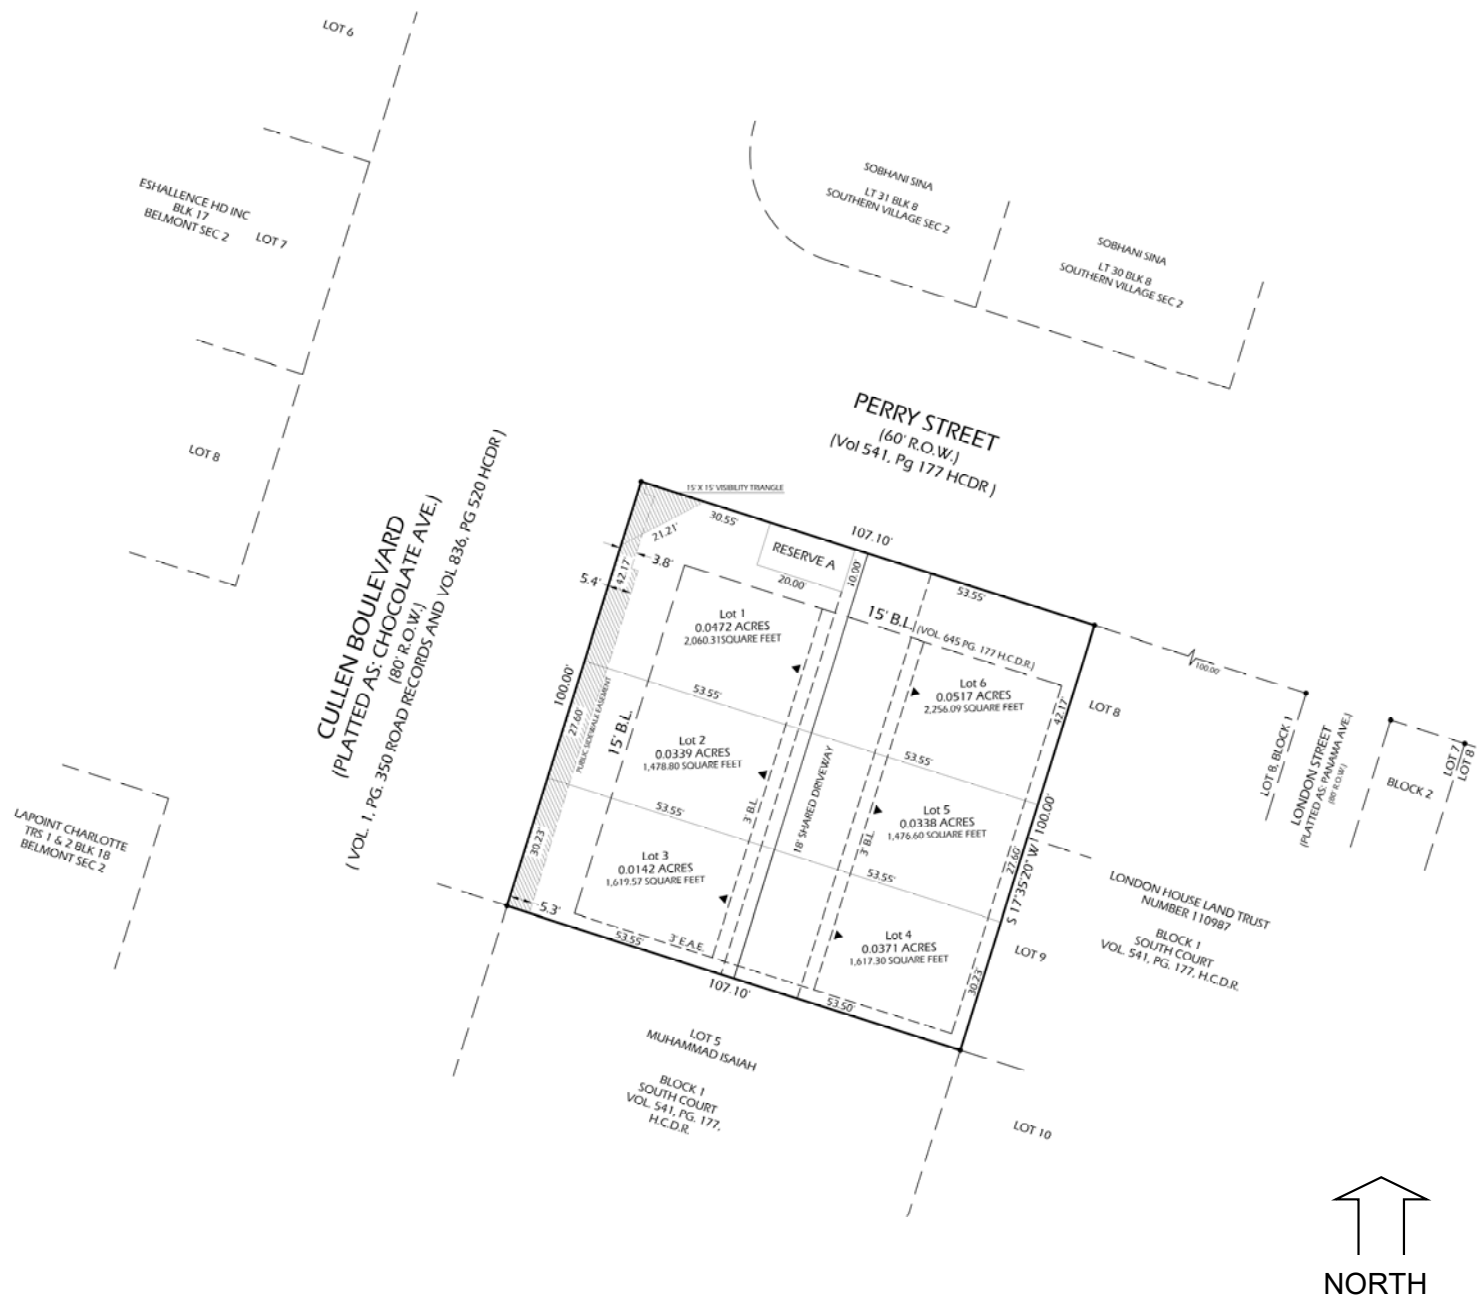 LOT 6
ESHALLENCE HD INC
BLK 17
BELMONT SEC 2
LOT 7
LOT 8
SOBHANI SINA
LT 31 BLK 8
SOUTHERN VILLAGE SEC 2
SOBHANI SINA
LT 30 BLK 8
SOUTHERN VILLAGE SEC 2
PERRY STREET
(60' R.O.W.)
(Vol 541, Pg 177 HCDR)
CULLEN BOULEVARD
(PLATTED AS: CHOCOLATE AVE.)
(80' R.O.W.)
(VOL. 1, PG. 350 ROAD RECORDS AND VOL 836, PG 520 HCDR)
15' X 15' VISIBILITY TRIANGLE
30.55'
21.21'
107.10'
RESERVE A
20.00'
10.00'
53.55'
3.8'
5.4'
42.17'
Lot 1
0.0472 ACRES
2,060.31SQUARE FEET
15' B.L. (VOL. 645 PG. 177 H.C.D.R.)
Lot 6
0.0517 ACRES
2,256.09 SQUARE FEET
42.17'
LOT 8
100.00'
100.00'
27.60'
PUBLIC SIDEWALK EASEMENT
15' B.L.
53.55'
Lot 2
0.0339 ACRES
1,478.80 SQUARE FEET
53.55'
3' B.L.
18' SHARED DRIVEWAY
53.55'
Lot 5
0.0338 ACRES
1,476.60 SQUARE FEET
3' B.L.
53.55'
27.60'
S 17°35'20" W | 100.00'
30.23'
Lot 3
0.0142 ACRES
1,619.57 SQUARE FEET
5.3'
53.55'
3' E.A.E.
107.10'
Lot 4
0.0371 ACRES
1,617.30 SQUARE FEET
30.23'
53.50'
LOT 9
LOT 8, BLOCK 1
LONDON STREET
(PLATTED AS: PANAMA AVE.)
(80' R.O.W.)
BLOCK 2
LOT 7
LOT 8
LONDON HOUSE LAND TRUST
NUMBER 110987
BLOCK 1
SOUTH COURT
VOL. 541, PG. 177, H.C.D.R.
LAPOINT CHARLOTTE
TRS 1 & 2 BLK 18
BELMONT SEC 2
LOT 5
MUHAMMAD ISAIAH
BLOCK 1
SOUTH COURT
VOL. 541, PG. 177,
H.C.D.R.
LOT 10
NORTH